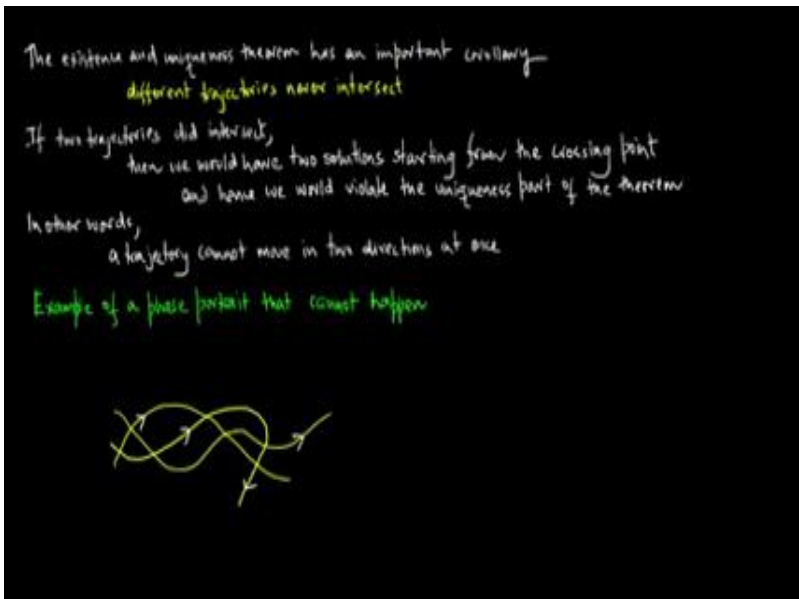 The existence and uniqueness theorem has an important corollary
different trajectories never intersect
If two trajectories did intersect,
then we would have two solutions starting from the crossing point
and hence we would violate the uniqueness part of the theorem
In other words,
a trajectory cannot move in two directions at once
Example of a phase portrait that cannot happen